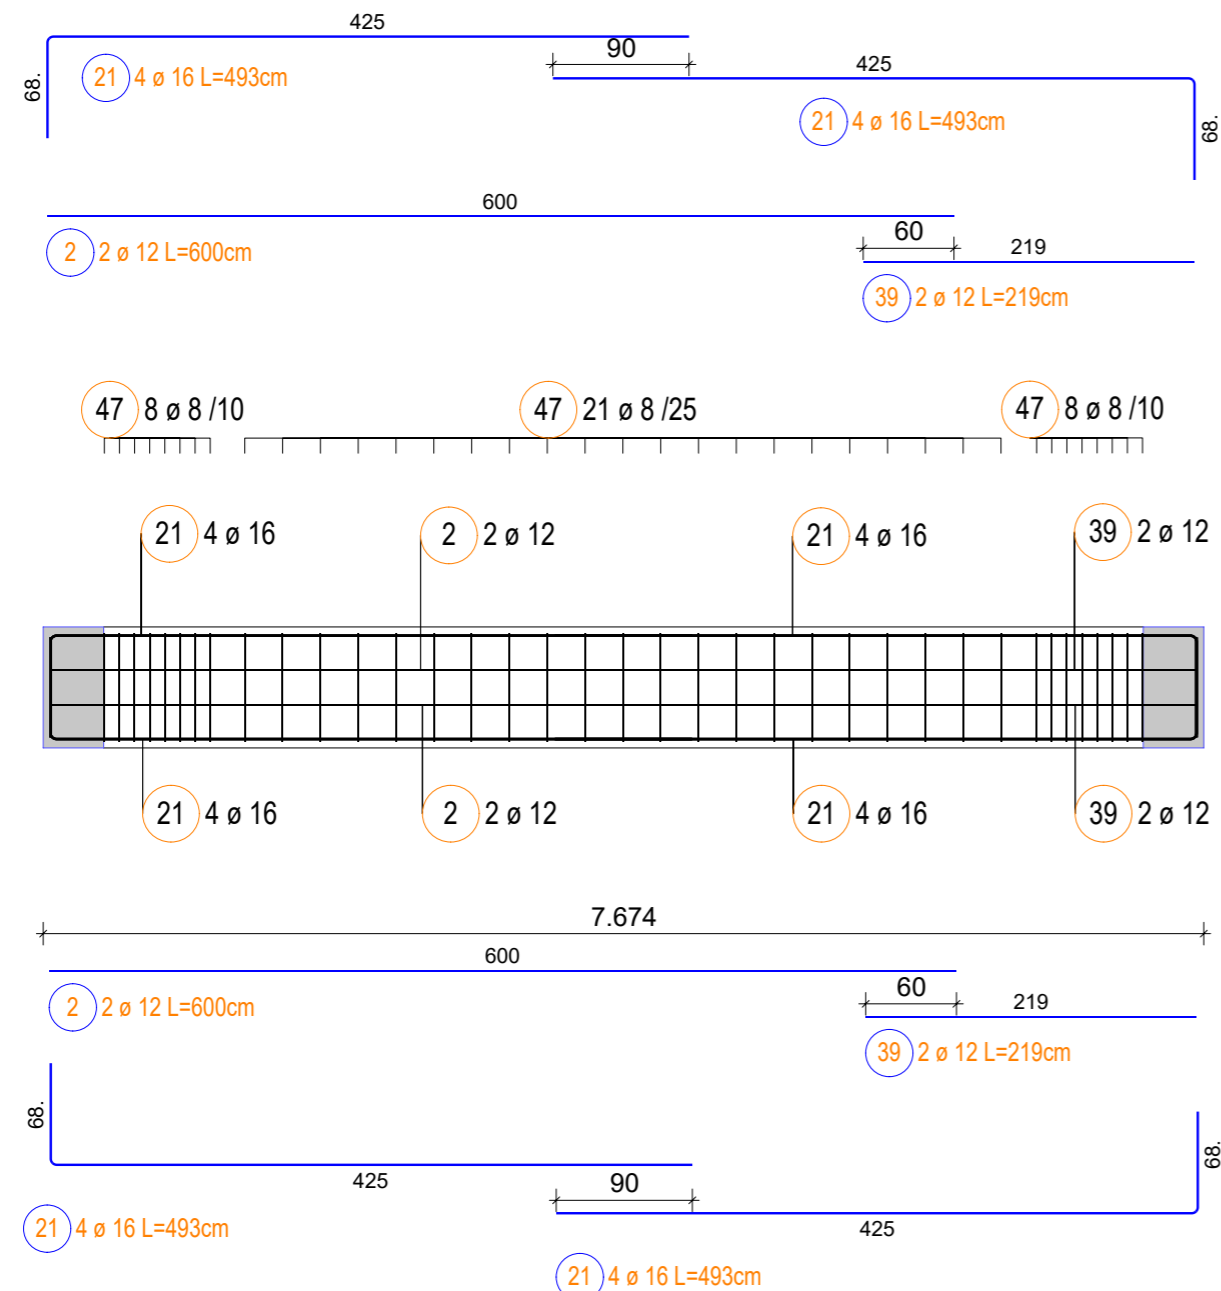 425
90
68.
21 4 ø 16 L=493cm
425
21 4 ø 16 L=493cm
68.
600
2 2 ø 12 L=600cm
60
219
39 2 ø 12 L=219cm
47 8 ø 8 /10
47 21 ø 8 /25
47 8 ø 8 /10
21 4 ø 16
2 2 ø 12
21 4 ø 16
39 2 ø 12
21 4 ø 16
2 2 ø 12
21 4 ø 16
39 2 ø 12
7.674
600
2 2 ø 12 L=600cm
60
219
39 2 ø 12 L=219cm
68.
68.
425
90
21 4 ø 16 L=493cm
425
21 4 ø 16 L=493cm